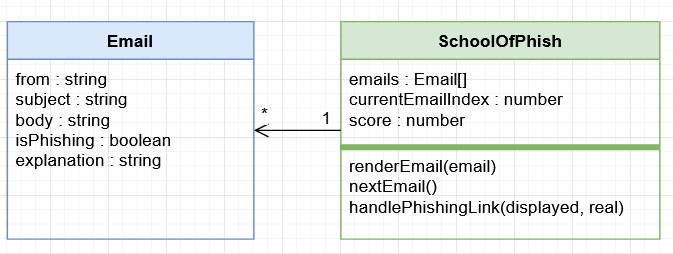 Email
from : string
subject : string
body : string
isPhishing : boolean
explanation : string
*
1
SchoolOfPhish
emails : Email[]
currentEmailIndex : number
score : number
renderEmail(email)
nextEmail()
handlePhishingLink(displayed, real)